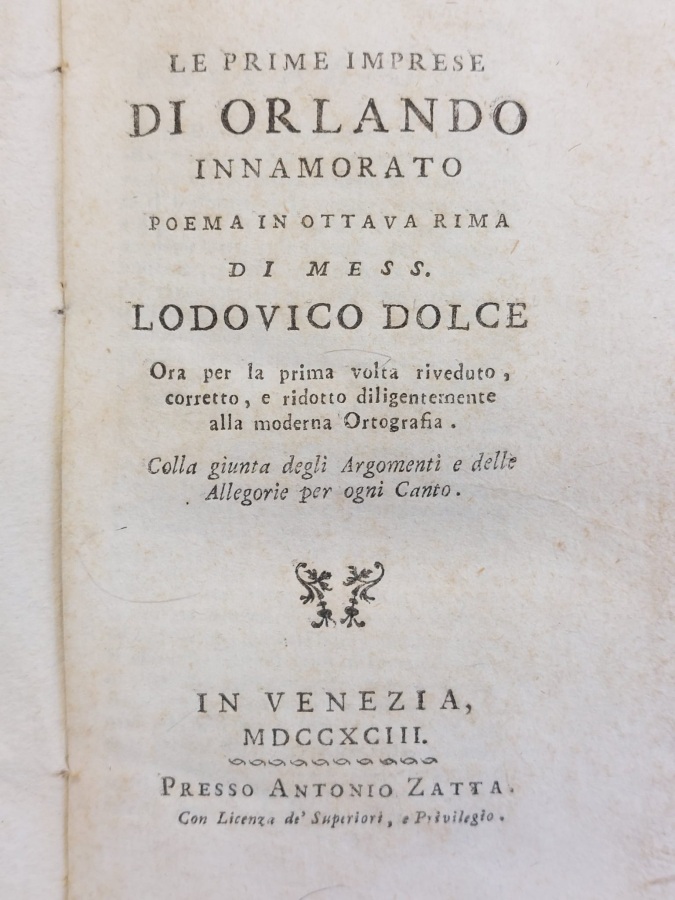 LE PRIME IMPRESE
DI ORLANDO
INNAMORATO
POEMA IN OTTAVA RIMA
DI MESS.
LODOVICO DOLCE
Ora per la prima volta riveduto,
corretto, e ridotto diligentemente
alla moderna Ortografia.
Colla giunta degli Argomenti e delle
Allegorie per ogni Canto.
IN VENEZIA,
MDCCXCIII.
PRESSO ANTONIO ZATTA.
Con Licenza de' Superiori, e Privilegio.